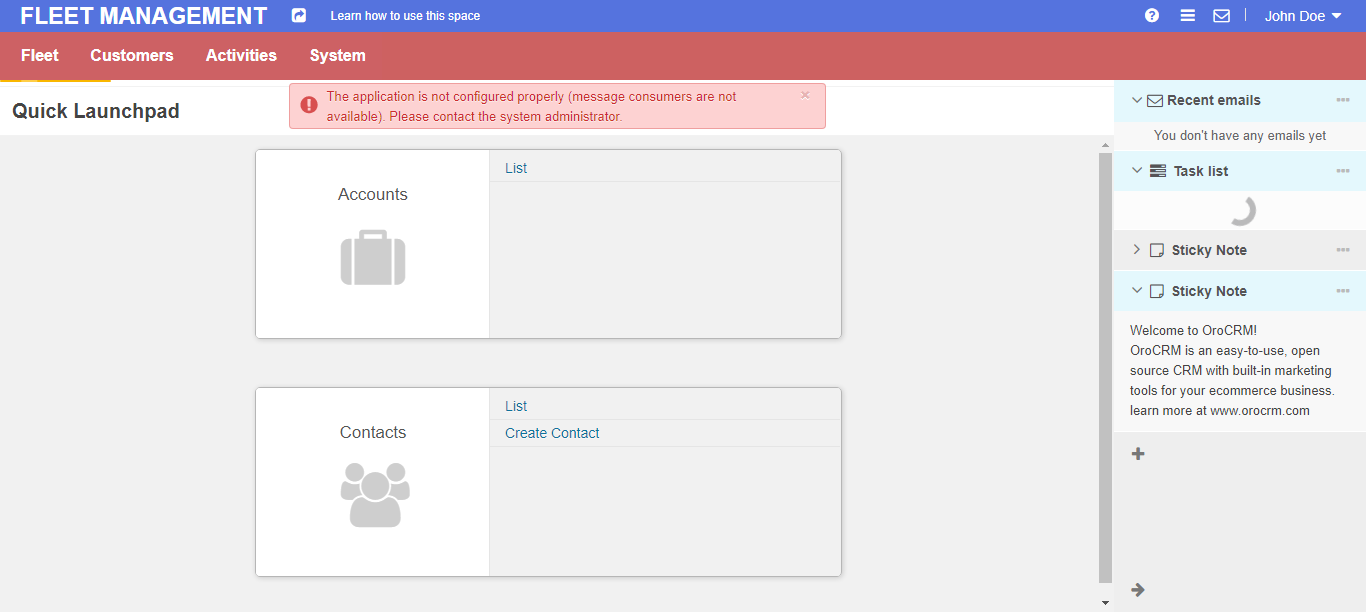 FLEET MANAGEMENT
Learn how to use this space
John Doe
Fleet
Customers
Activities
System
Quick Launchpad
The application is not configured properly (message consumers are not
available). Please contact the system administrator.
×
Accounts
List
Contacts
List
Create Contact
Recent emails
You don't have any emails yet
Task list
Sticky Note
Sticky Note
Welcome to OroCRM!
OroCRM is an easy-to-use, open
source CRM with built-in marketing
tools for your ecommerce business.
learn more at www.orocrm.com